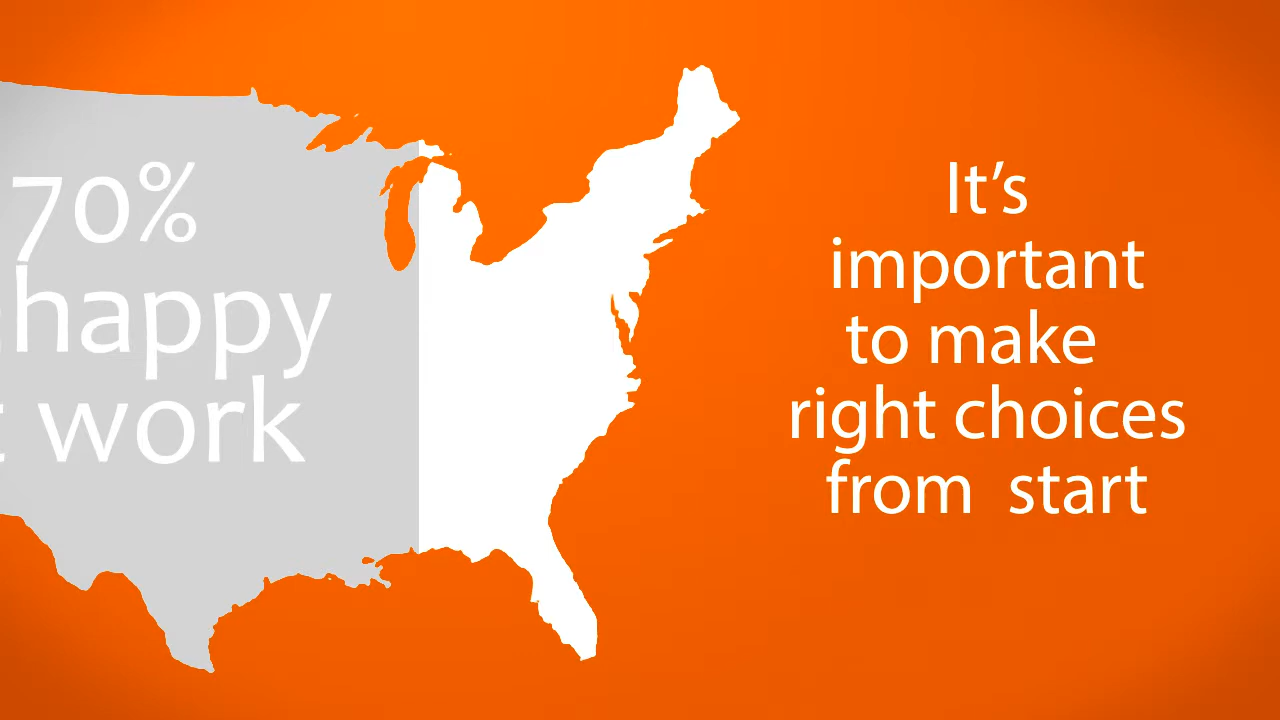 70%
happy
work
It’s
important
to make
right choices
from  start